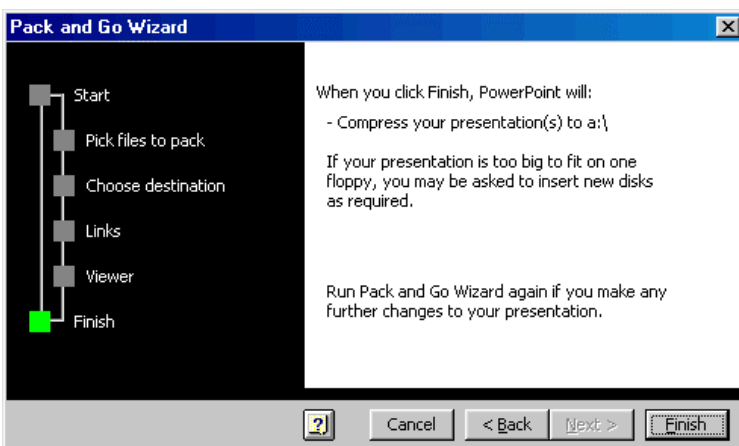 Pack and Go Wizard
Start
Pick files to pack
Choose destination
Links
Viewer
Finish
When you click Finish, PowerPoint will:
- Compress your presentation(s) to a:\
If your presentation is too big to fit on one
floppy, you may be asked to insert new disks
as required.
Run Pack and Go Wizard again if you make any
further changes to your presentation.
? Cancel < Back Next > Finish